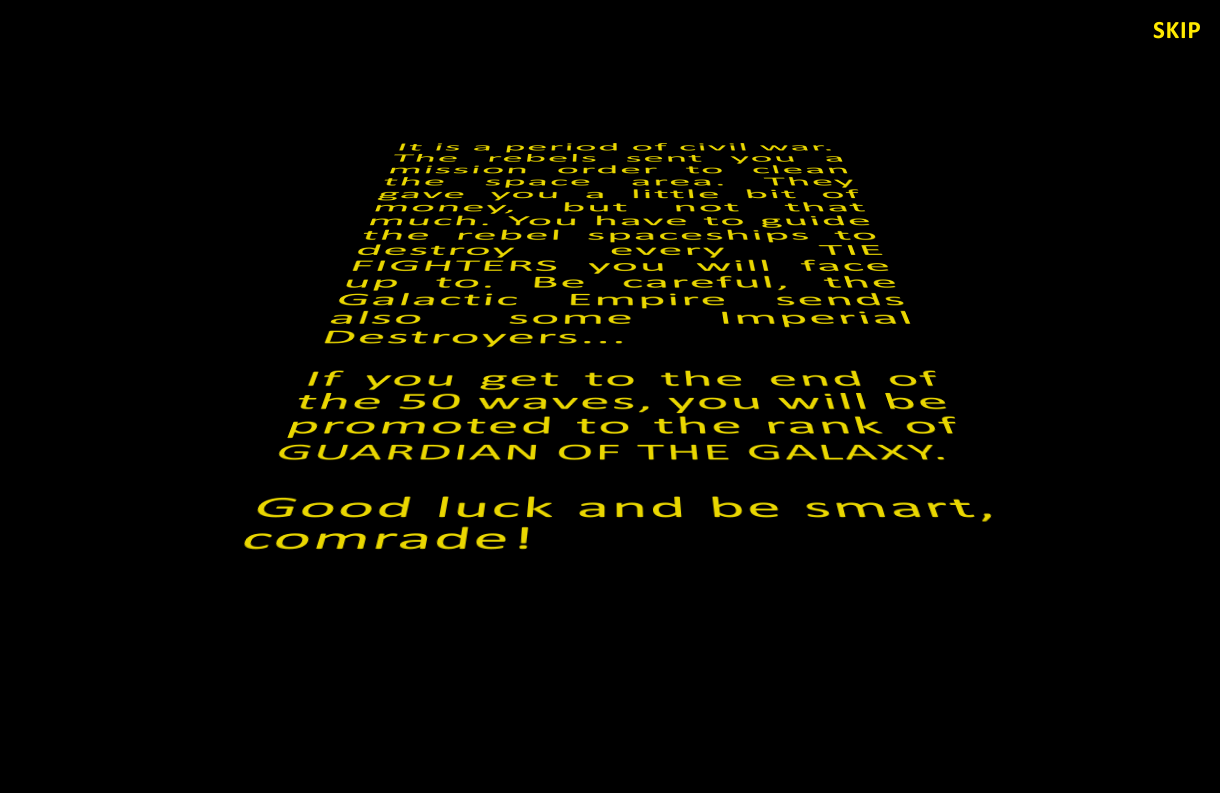 SKIP
It is a period of civil war.
The rebels sent you a
mission order to clean
the space area. They
gave you a little bit of
money, but not that
much. You have to guide
the rebel spaceships to
destroy every TIE
FIGHTERS you will face
up to. Be careful, the
Galactic Empire sends
also some Imperial
Destroyers...
If you get to the end of
the 50 waves, you will be
promoted to the rank of
GUARDIAN OF THE GALAXY.
Good luck and be smart,
comrade!